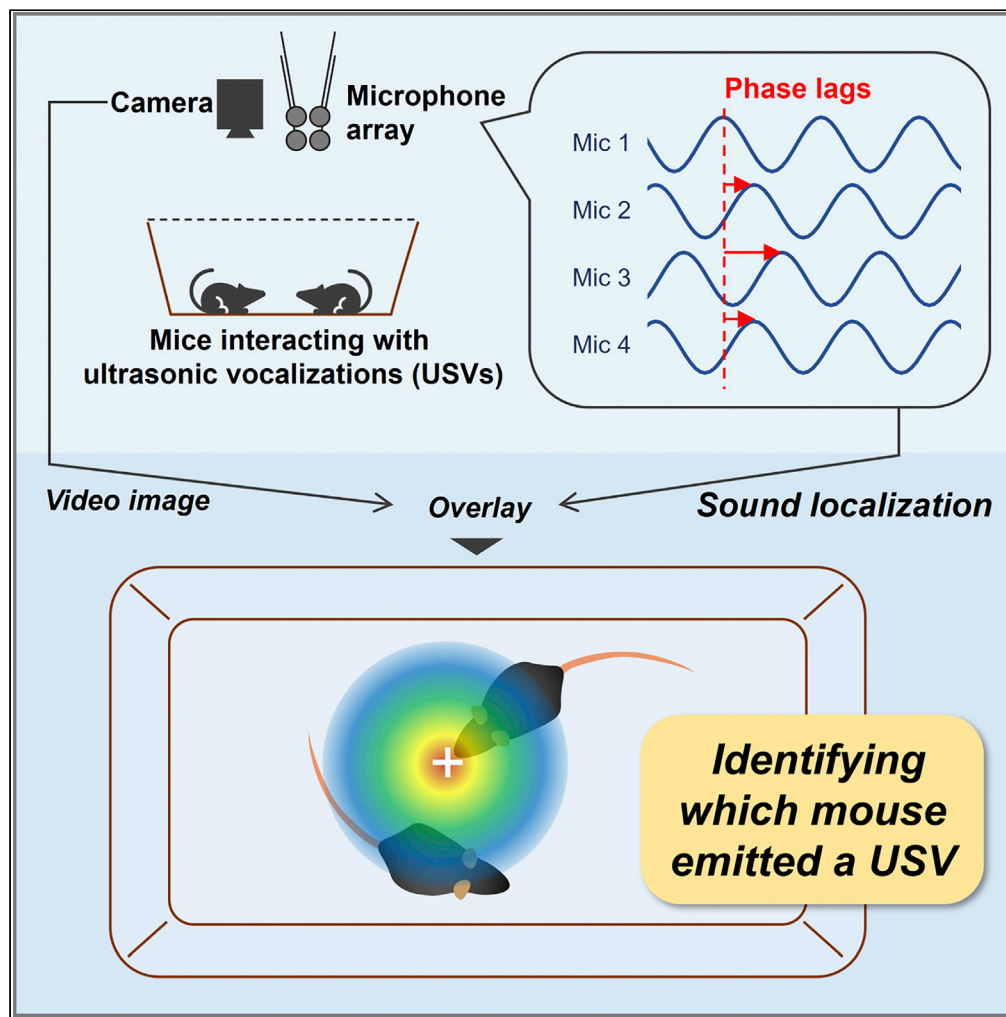 Camera
Microphone
array
Phase lags
Mic 1
Mic 2
Mic 3
Mic 4
Mice interacting with
ultrasonic vocalizations (USVs)
Video image
Overlay
Sound localization
Identifying
which mouse
emitted a USV